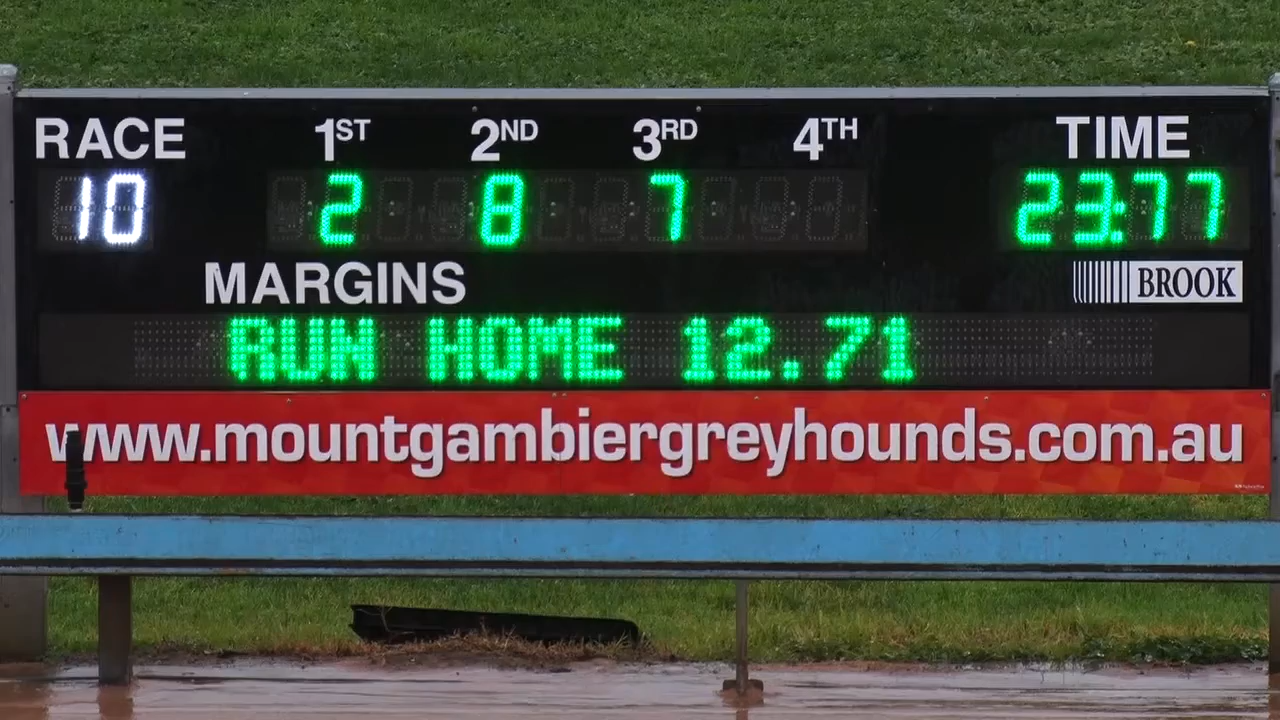 RACE 1ST 2ND 3RD 4TH TIME
10 2 8 7 23:77
MARGINS BROOK
RUN HOME 12.71
www.mountgambiergreyhounds.com.au